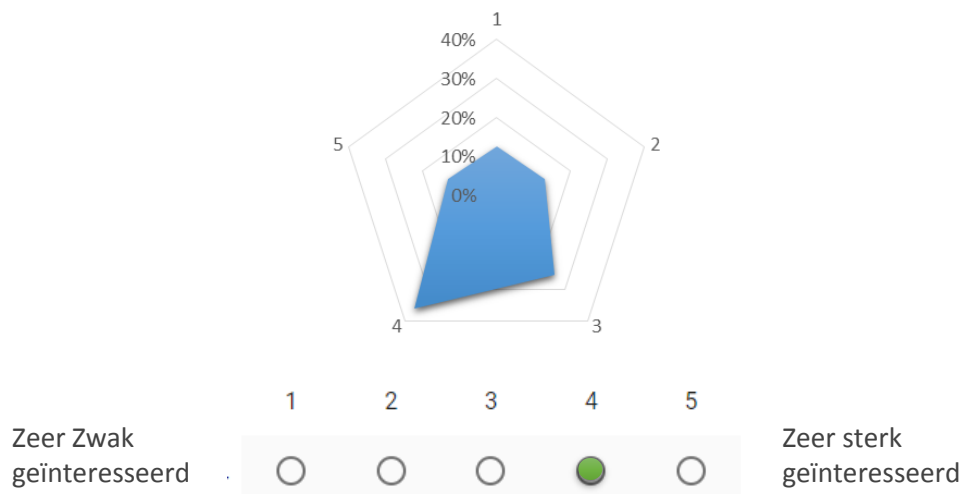 1
40%
30%
20%
5
2
10%
0%
4
3
1 2 3 4 5
Zeer Zwak
geïnteresseerd
Zeer sterk
geïnteresseerd